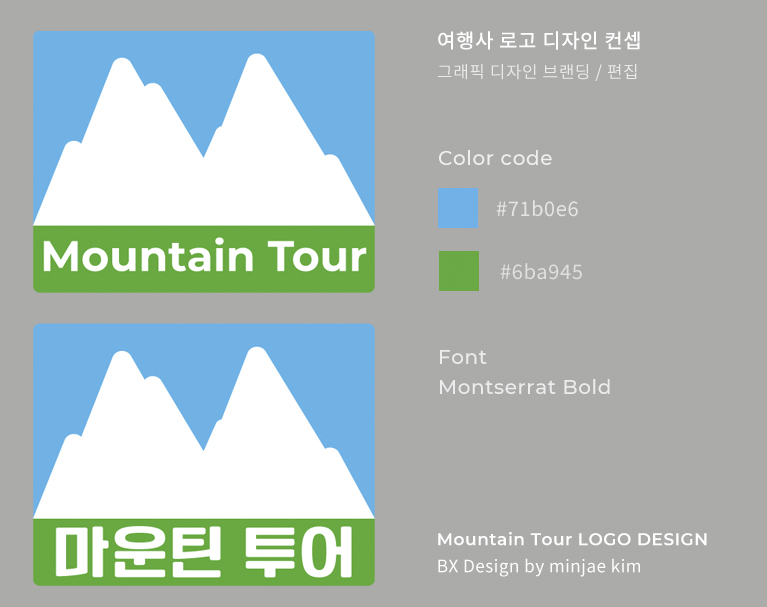 Mountain Tour
마운틴 투어
여행사 로고 디자인 컨셉
그래픽 디자인 브랜딩 / 편집
Color code
#71b0e6
#6ba945
Font
Montserrat Bold
Mountain Tour LOGO DESIGN
BX Design by minjae kim